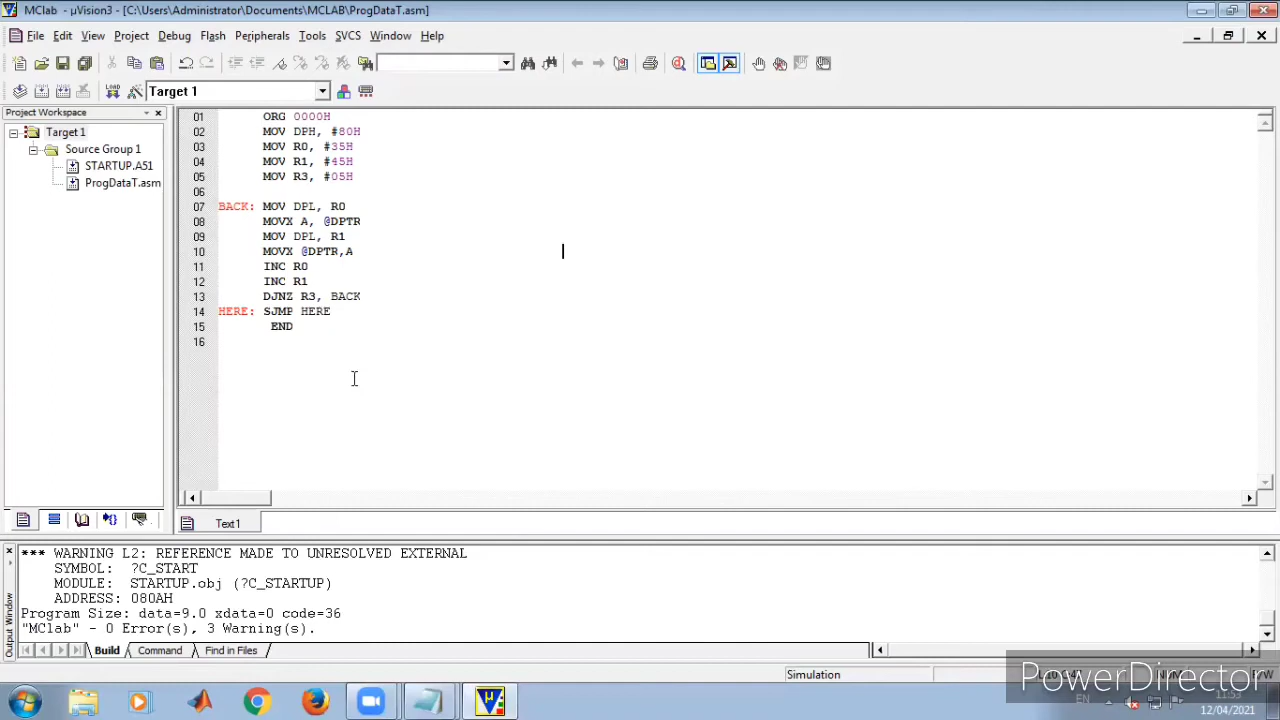 MClab - µVision3 - [C:\Users\Administrator\Documents\MCLAB\ProgDataT.asm]
File Edit View Project Debug Flash Peripherals Tools SVCS Window Help
LOAD Target 1
Project Workspace
Target 1
Source Group 1
STARTUP.A51
ProgDataT.asm
01 ORG 0000H
02 MOV DPH, #80H
03 MOV R0, #35H
04 MOV R1, #45H
05 MOV R3, #05H
06
07 BACK: MOV DPL, R0
08 MOVX A, @DPTR
09 MOV DPL, R1
10 MOVX @DPTR,A
11 INC R0
12 INC R1
13 DJNZ R3, BACK
14 HERE: SJMP HERE
15 END
16
Text1
*** WARNING L2: REFERENCE MADE TO UNRESOLVED EXTERNAL
SYMBOL: ?C_START
MODULE: STARTUP.obj (?C_STARTUP)
ADDRESS: 080AH
Program Size: data=9.0 xdata=0 code=36
"MClab" - 0 Error(s), 3 Warning(s).
Output Window
Build Command Find in Files
Simulation
PowerDirector
EN
11:53
12/04/2021